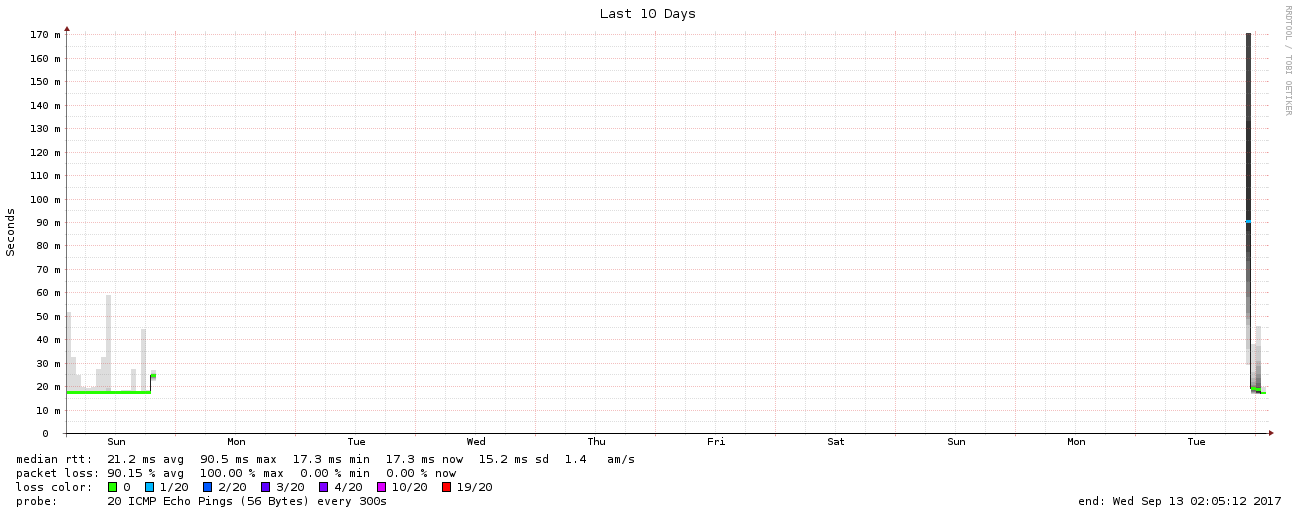 Last 10 Days
RRDTOOL / TOBI OETIKER
Seconds
170 m
160 m
150 m
140 m
130 m
120 m
110 m
100 m
90 m
80 m
70 m
60 m
50 m
40 m
30 m
20 m
10 m
0
Sun Mon Tue Wed Thu Fri Sat Sun Mon Tue
median rtt: 21.2 ms avg 90.5 ms max 17.3 ms min 17.3 ms now 15.2 ms sd 1.4 am/s
packet loss: 90.15 % avg 100.00 % max 0.00 % min 0.00 % now
loss color: 0 1/20 2/20 3/20 4/20 10/20 19/20
probe: 20 ICMP Echo Pings (56 Bytes) every 300s end: Wed Sep 13 02:05:12 2017